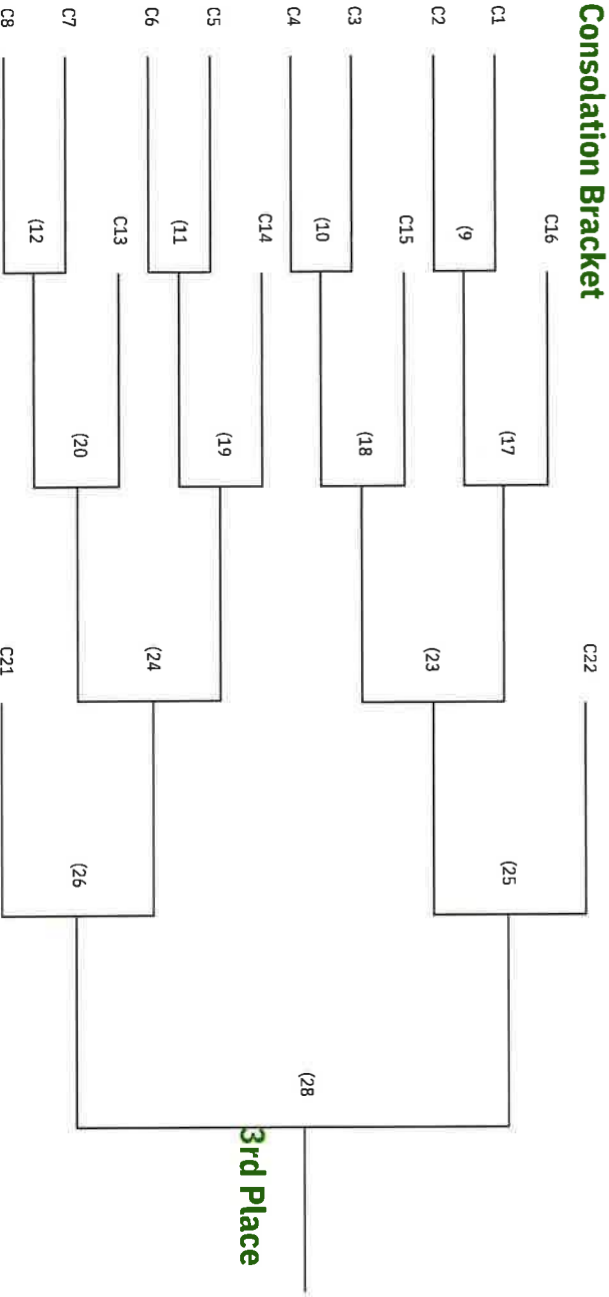 Consolation Bracket
C16
C1
(9
C2
(17
C15
C3
(10
C4
(18
C14
C5
(11
C6
(19
C13
C7
(12
C8
(20
C22
(23
(25
(24
C21
(26
(28
3rd Place